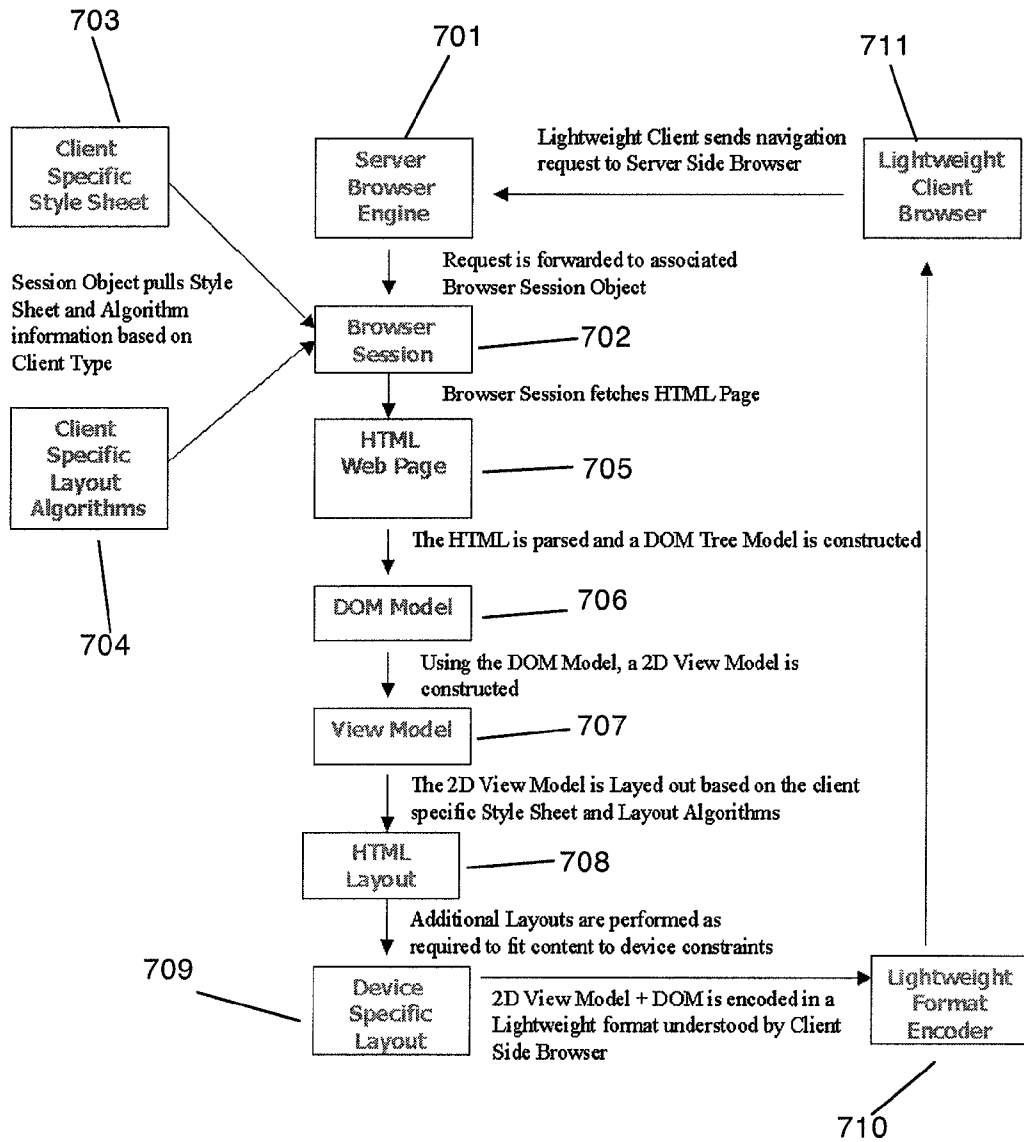 703
701
711
Client
Specific
Style Sheet
Server
Browser
Engine
Lightweight Client sends navigation
request to Server Side Browser
Lightweight
Client
Browser
Request is forwarded to associated
Browser Session Object
Session Object pulls Style
Sheet and Algorithm
information based on
Client Type
Browser
Session
702
Browser Session fetches HTML Page
Client
Specific
Layout
Algorithms
704
HTML
Web Page
705
The HTML is parsed and a DOM Tree Model is constructed
DOM Model
706
Using the DOM Model, a 2D View Model is
constructed
View Model
707
The 2D View Model is Layed out based on the client
specific Style Sheet and Layout Algorithms
HTML
Layout
708
Additional Layouts are performed as
required to fit content to device constraints
709
Device
Specific
Layout
2D View Model + DOM is encoded in a
Lightweight format understood by Client
Side Browser
Lightweight
Format
Encoder
710